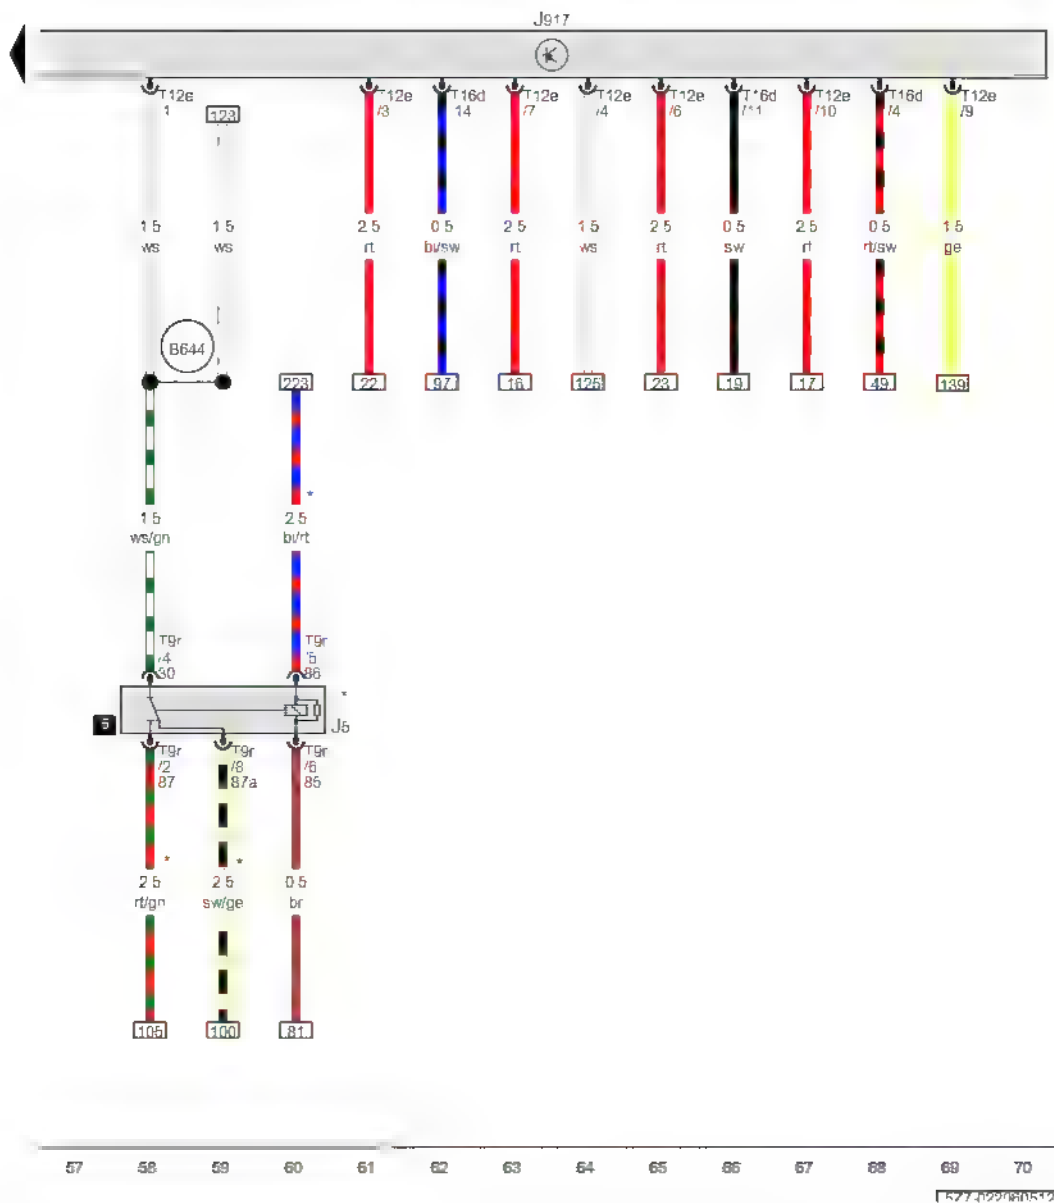 J917
T12e
1
123
T12e
/3
T16d
14
T12e
/7
T12e
/4
T12e
/6
T16d
/11
T12e
/10
T16d
/4
T12e
/9
1 5
ws
1 5
ws
2 5
rt
0 5
bl/sw
2 5
rt
1 5
ws
2 5
rt
0 5
sw
2 5
rt
0 5
rt/sw
1 5
ge
B644
223
22
97
16
125
23
19
17
49
139
*
1 5
ws/gn
2 5
bl/rt
T9r
/4
30
T9r
86
*
J5
T9r
/2
87
T9r
/8
87a
T9r
/6
85
*
*
2 5
rt/gn
2 5
sw/ge
0 5
br
105
100
81
57 58 59 60 61 62 63 64 65 66 67 68 69 70